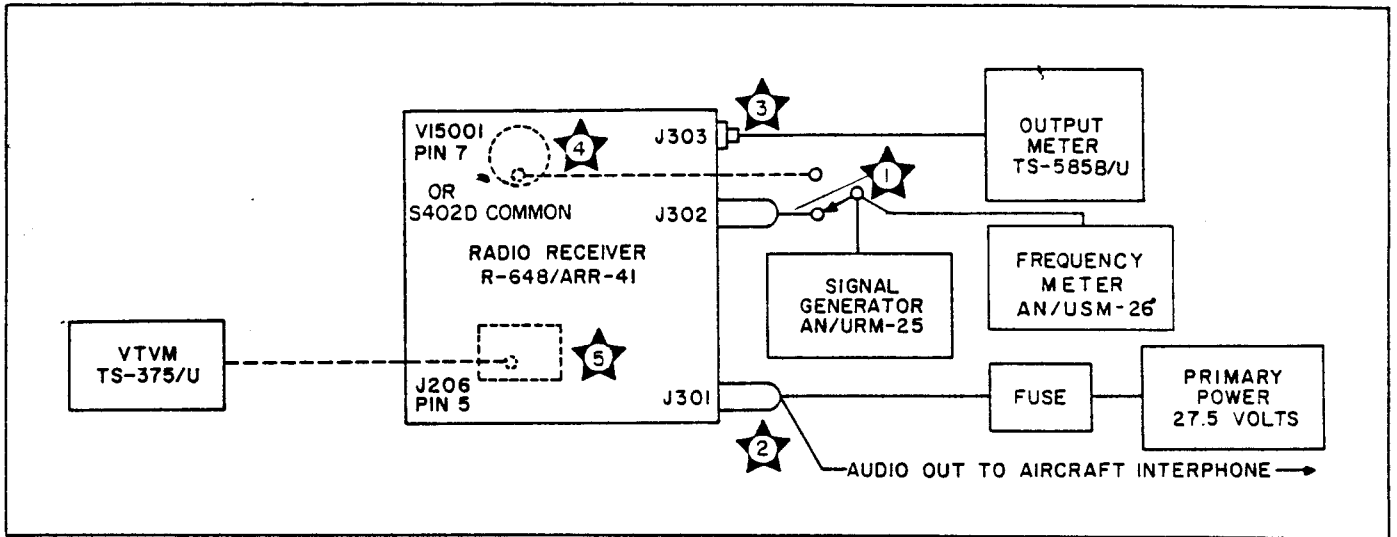 V15001
PIN 7
4
OR
S402D COMMON
J303
3
OUTPUT
METER
TS-585B/U
1
J302
RADIO RECEIVER
R-648/ARR-41
SIGNAL
GENERATOR
AN/URM-25
FREQUENCY
METER
AN/USM-26
VTVM
TS-375/U
5
J206
PIN 5
J301
2
FUSE
PRIMARY
POWER
27.5 VOLTS
AUDIO OUT TO AIRCRAFT INTERPHONE